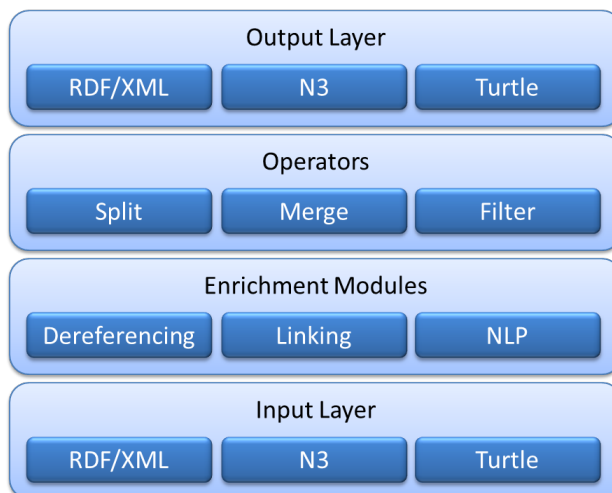 Output Layer
RDF/XML N3 Turtle
Operators
Split Merge Filter
Enrichment Modules
Dereferencing Linking NLP
Input Layer
RDF/XML N3 Turtle